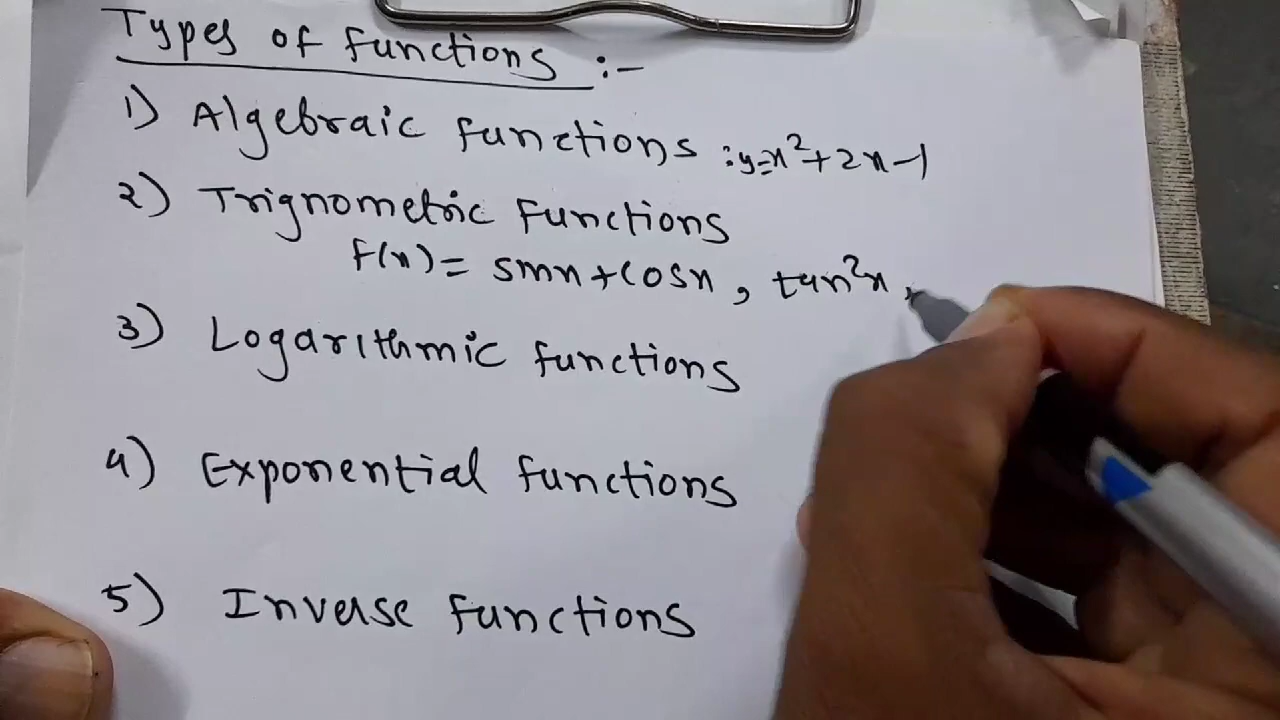 Types of functions :-
1) Algebraic functions : y=x²+2x-1
2) Trignometric Functions
f(x) = sinx+cosx, tan²x,
3) Logarithmic functions
4) Exponential functions
5) Inverse functions